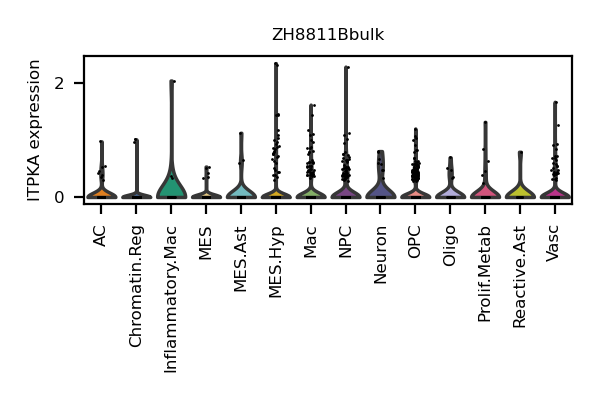 ZH8811Bbulk
ITPKA expression
2
0
AC
Chromatin.Reg
Inflammatory.Mac
MES
MES.Ast
MES.Hyp
Mac
NPC
Neuron
OPC
Oligo
Prolif.Metab
Reactive.Ast
Vasc